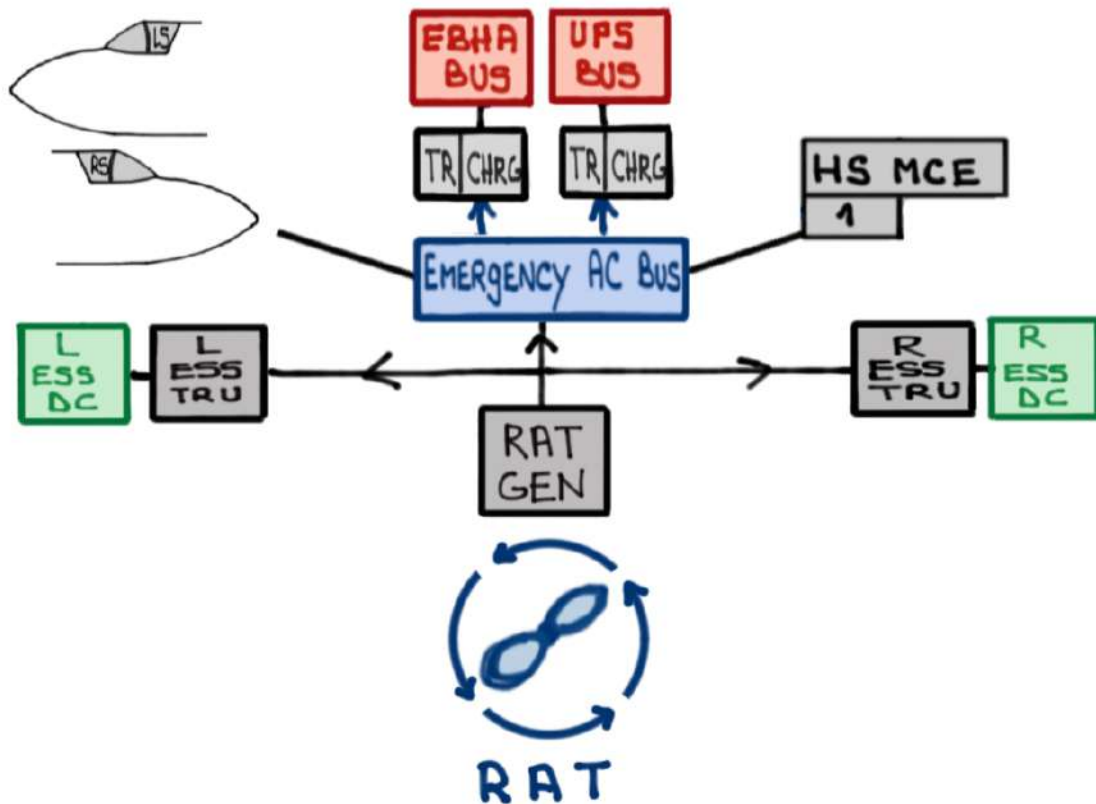 LS
RS
EBHA
BUS
UPS
BUS
TR CHRG
TR CHRG
HS MCE
1
EMERgENCY AC BUS
L
ESS
DC
L
ESS
TRU
R
ESS
TRU
R
ESS
DC
RAT
GEN
RAT